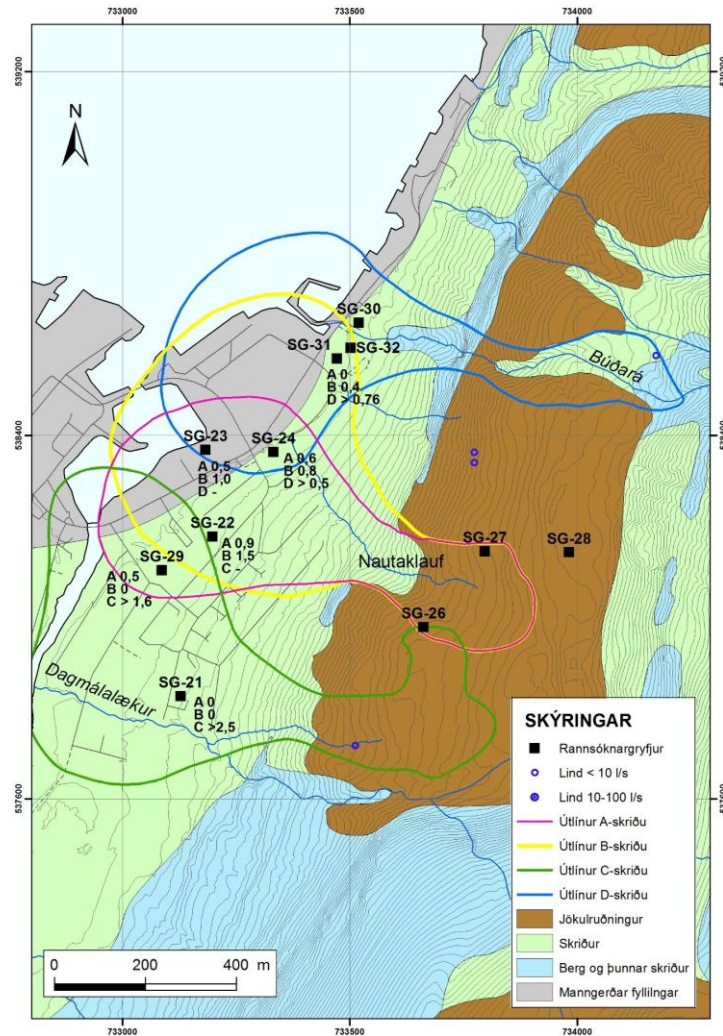 733000
733500
734000
539200
539200
N
SG-30
SG-31
SG-32
A 0
B 0,4
D > 0,76
Búðará
538400
538400
SG-23
A 0,5
B 1,0
D -
SG-24
A 0,6
B 0,8
D > 0,5
SG-22
A 0,9
B 1,5
C -
SG-27
SG-28
Nautaklauf
SG-29
A 0,5
B 0
C > 1,6
SG-26
SG-21
A 0
B 0
C >2,5
Dagmálalækur
537600
537600
SKÝRINGAR
Rannsóknargryfjur
Lind < 10 l/s
Lind 10-100 l/s
Útlínur A-skriðu
Útlínur B-skriðu
Útlínur C-skriðu
Útlínur D-skriðu
Jökulruðningur
Skriður
Berg og þunnar skriður
Manngerðar fyllilngar
0
200
400 m
733000
733500
734000